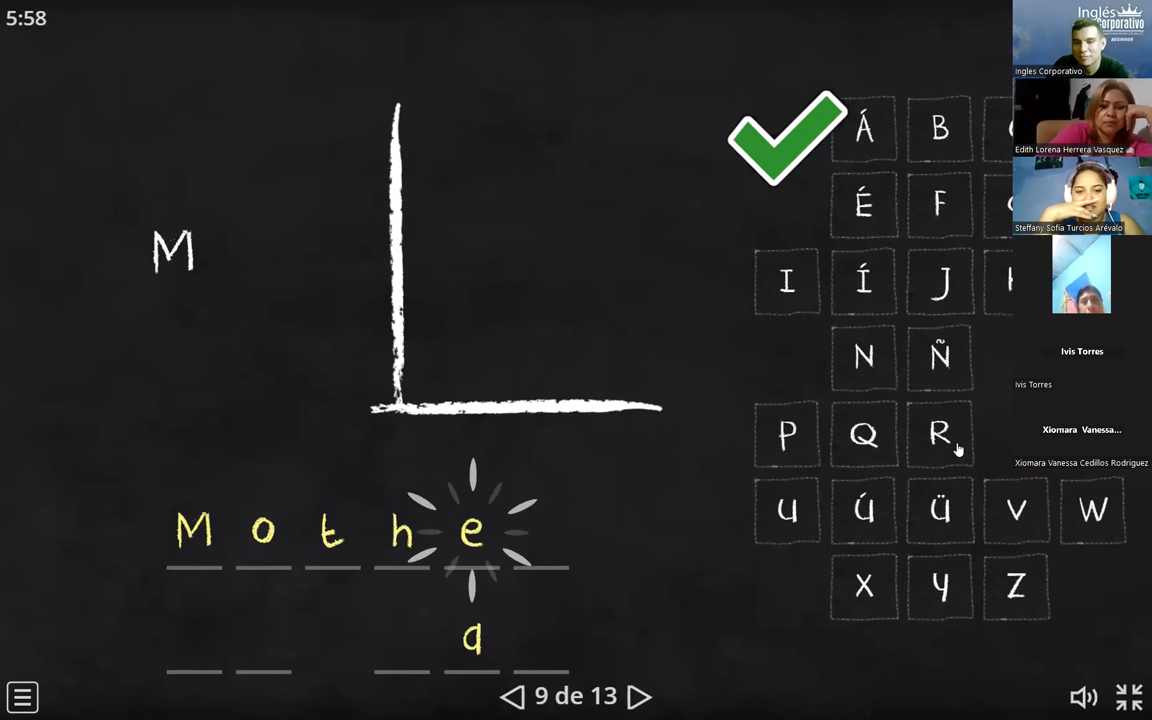 5:58
Inglés
Corporativo
BEGINNER
Ingles Corporativo
Á B
Edith Lorena Herrera Vasquez
É F
Steffany Sofia Turcios Arévalo
M
I Í J
N Ñ
Ivis Torres
Ivis Torres
P Q R
Xiomara Vanessa...
Xiomara Vanessa Cedillos Rodriguez
u ú ü v w
M o t h e
x y z
a
9 de 13